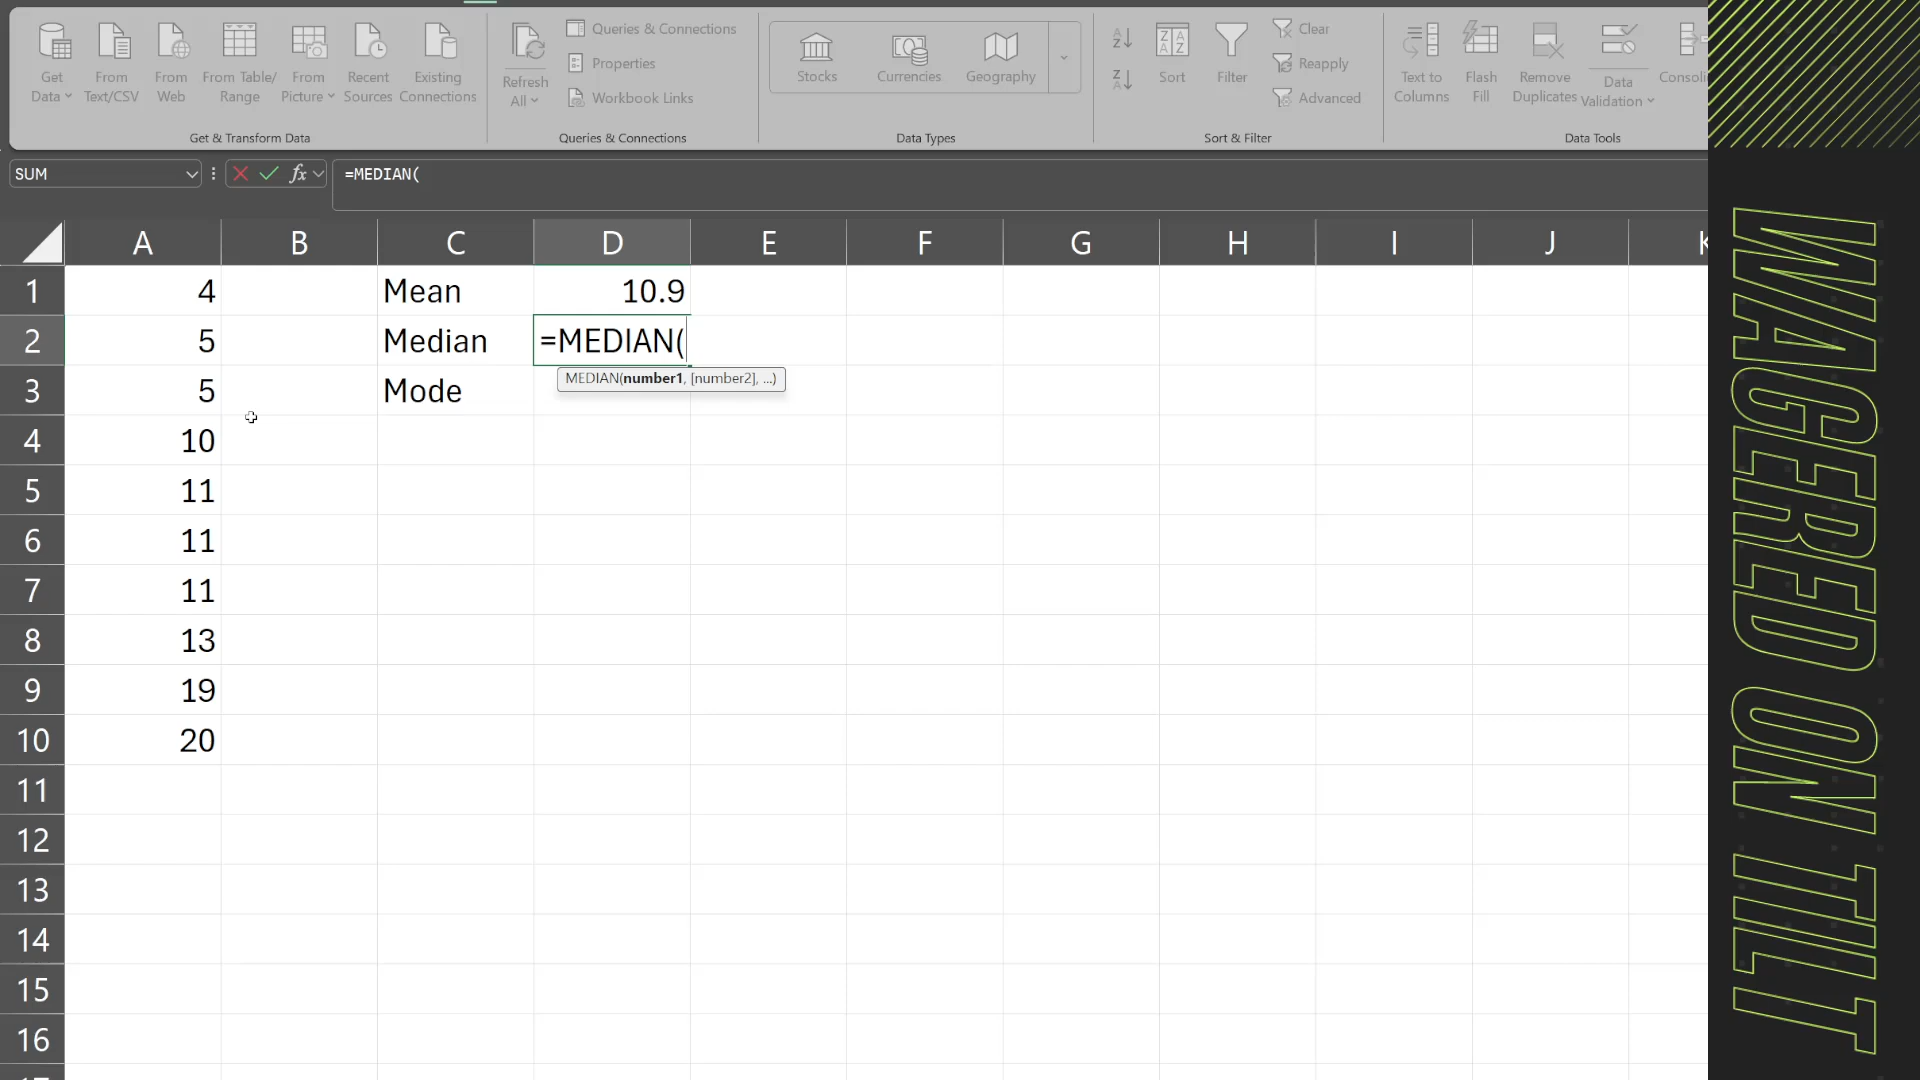 Get Data
From Text/CSV
From Web
From Table/ Range
From Picture
Recent Sources
Existing Connections
Get & Transform Data
Refresh All
Queries & Connections
Properties
Workbook Links
Queries & Connections
Stocks
Currencies
Geography
Data Types
Sort
Filter
Clear
Reapply
Advanced
Sort & Filter
Text to Columns
Flash Fill
Remove Duplicates
Data Validation
Consoli
Data Tools
SUM
fx
=MEDIAN(
A B C D E F G H I J K
1 4 Mean 10.9
2 5 Median =MEDIAN(
MEDIAN(number1, [number2], ...)
3 5 Mode
4 10
5 11
6 11
7 11
8 13
9 19
10 20
11
12
13
14
15
16
WAGERED ON TILT